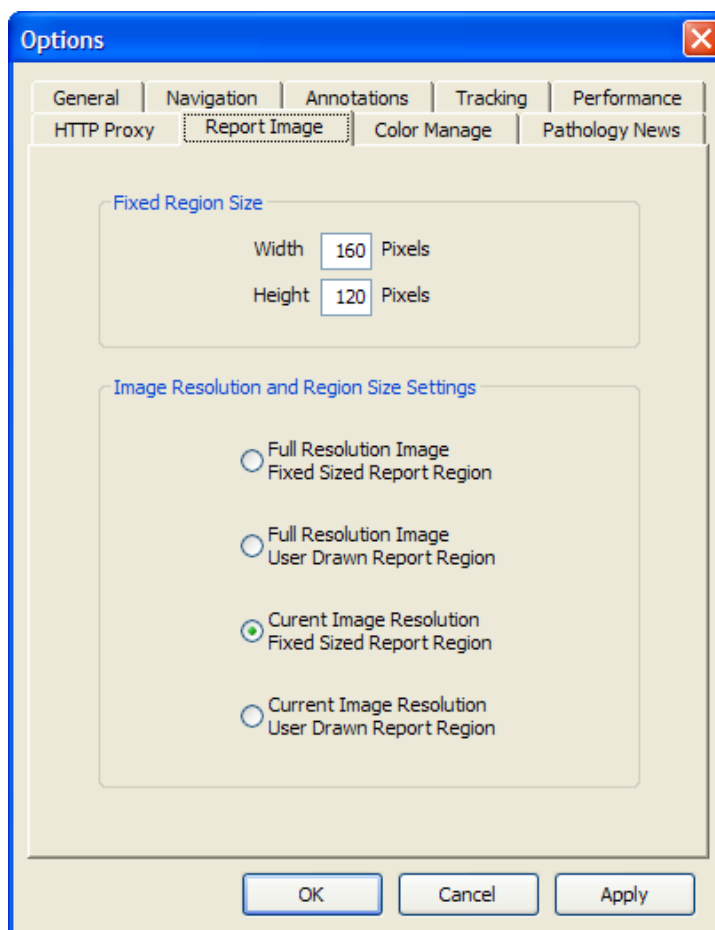 Options
General Navigation Annotations Tracking Performance
HTTP Proxy Report Image Color Manage Pathology News
Fixed Region Size
Width 160 Pixels
Height 120 Pixels
Image Resolution and Region Size Settings
Full Resolution Image
Fixed Sized Report Region
Full Resolution Image
User Drawn Report Region
Curent Image Resolution
Fixed Sized Report Region
Current Image Resolution
User Drawn Report Region
OK Cancel Apply